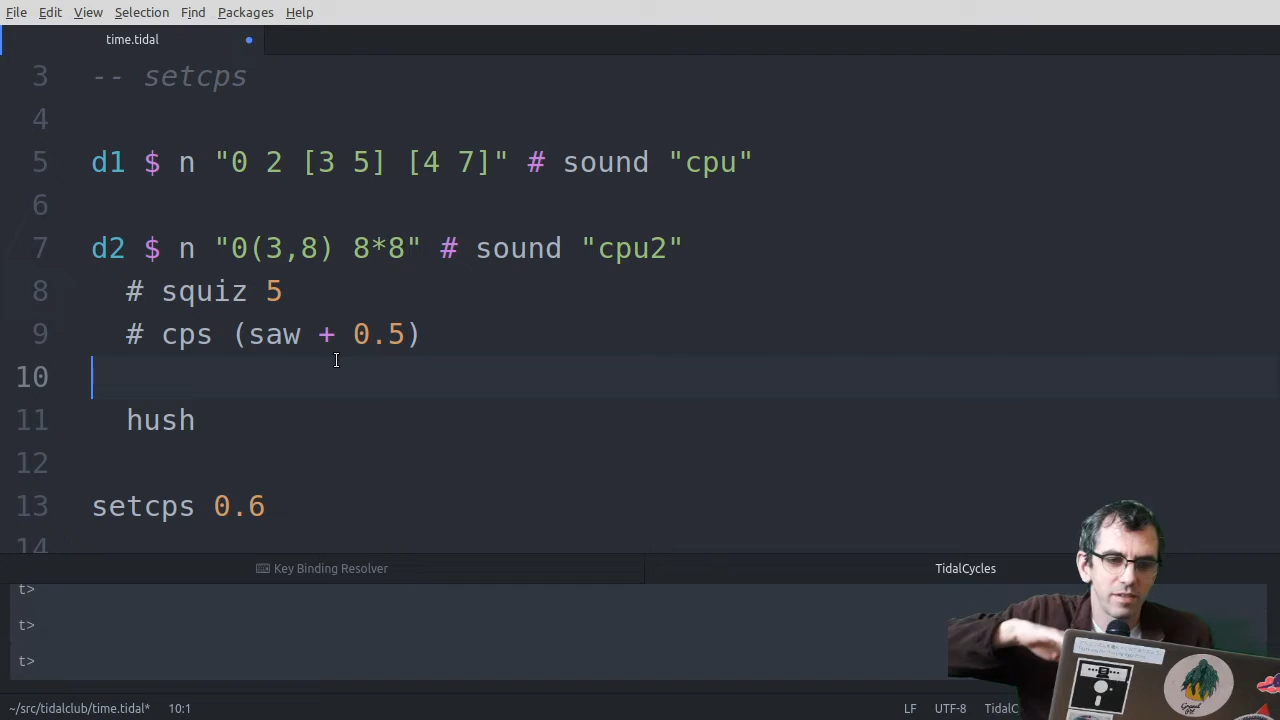 File Edit View Selection Find Packages Help
time.tidal
3 -- setcps
4
5 d1 $ n "0 2 [3 5] [4 7]" # sound "cpu"
6
7 d2 $ n "0(3,8) 8*8" # sound "cpu2"
8 # squiz 5
9 # cps (saw + 0.5)
10
11 hush
12
13 setcps 0.6
14
Key Binding Resolver TidalCycles
t>
t>
t>
~/src/tidalclub/time.tidal* 10:1 LF UTF-8 TidalC